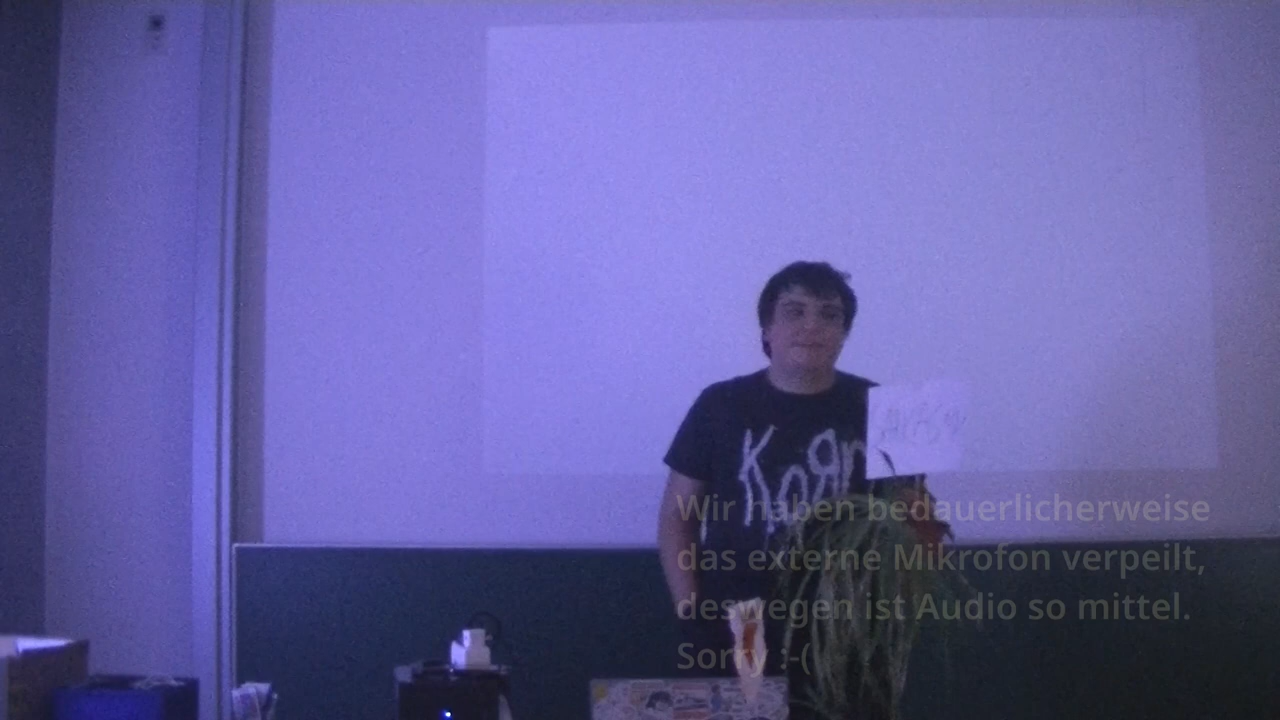 KoRn
Wir haben bedauerlicherweise
das externe Mikrofon verpeilt,
deswegen ist Audio so mittel.
Sorry :-(